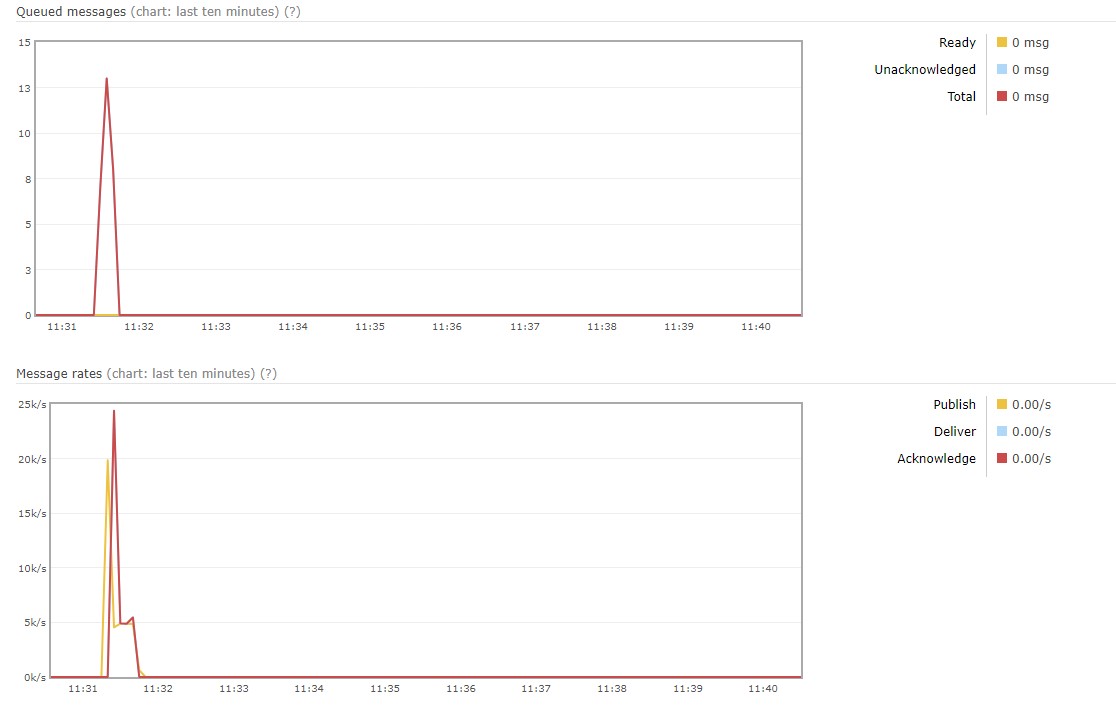 Queued messages (chart: last ten minutes) (?)
15
13
10
8
5
3
0
11:31 11:32 11:33 11:34 11:35 11:36 11:37 11:38 11:39 11:40
Ready 0 msg
Unacknowledged 0 msg
Total 0 msg
Message rates (chart: last ten minutes) (?)
25k/s
20k/s
15k/s
10k/s
5k/s
0k/s
11:31 11:32 11:33 11:34 11:35 11:36 11:37 11:38 11:39 11:40
Publish 0.00/s
Deliver 0.00/s
Acknowledge 0.00/s